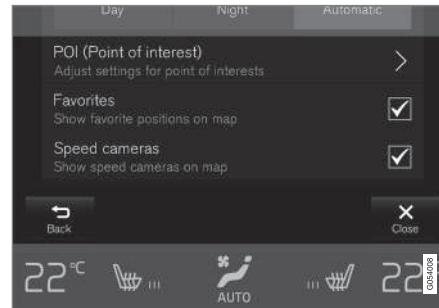 Day Night Automatic
POI (Point of interest)
Adjust settings for point of interests
Favorites
Show favorite positions on map
Speed cameras
Show speed cameras on map
Back Close
22°C 22
AUTO
G054008